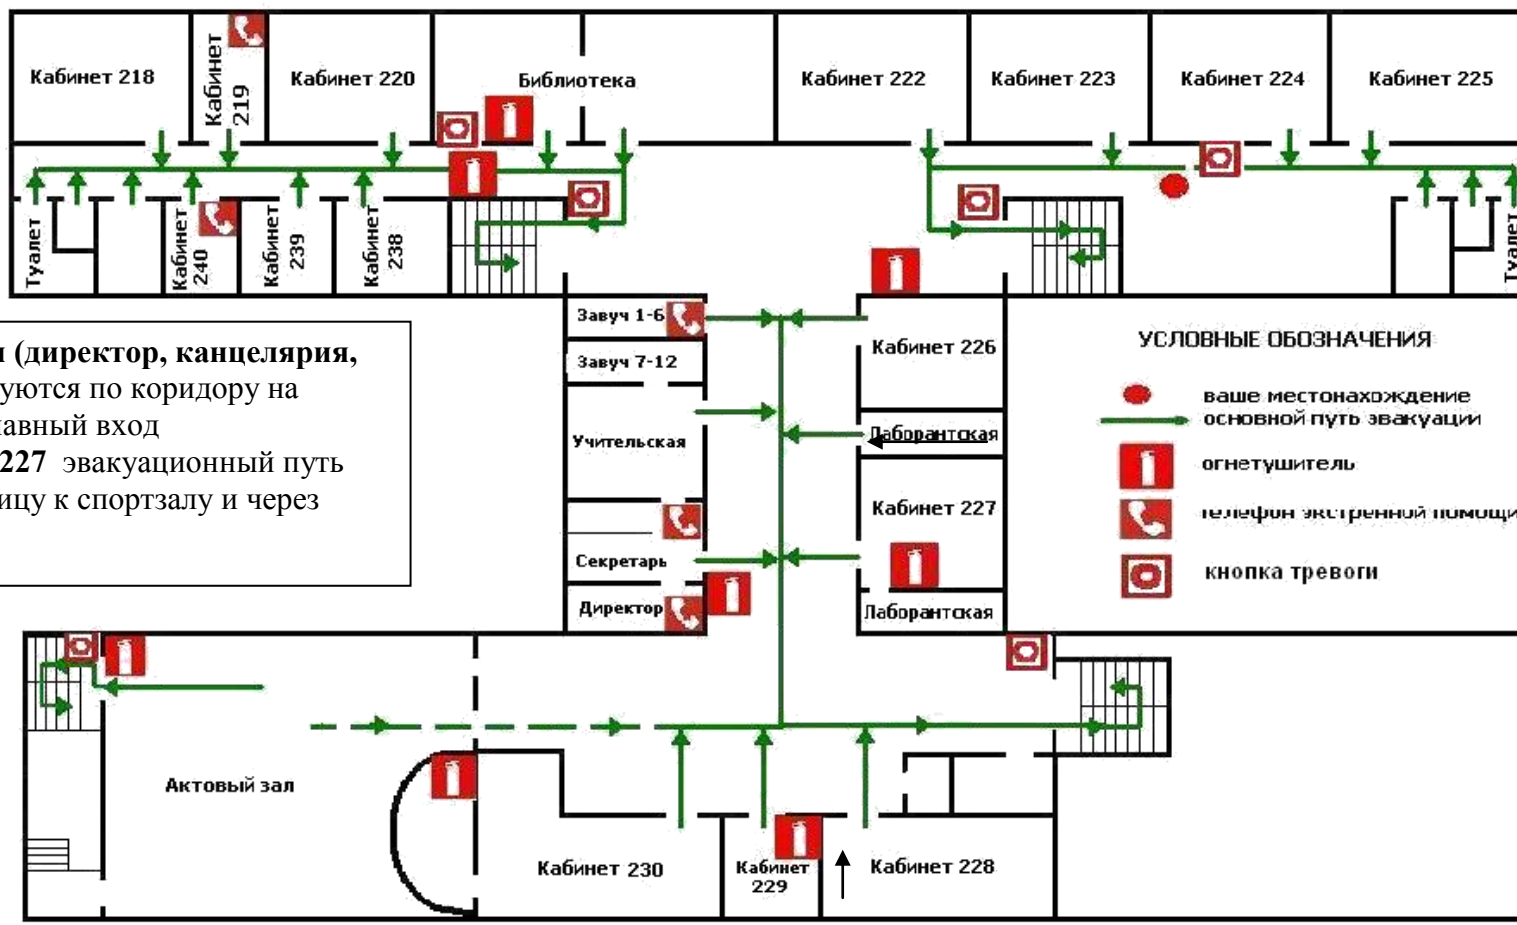 Кабинет 218
Кабинет 219
Кабинет 220
Библиотека
Кабинет 222
Кабинет 223
Кабинет 224
Кабинет 225
Туалет
Кабинет 240
Кабинет 239
Кабинет 238
Туалет
(директор, канцелярия,
уются по коридору на
лавный вход
227 эвакуационный путь
ницу к спортзалу и через
Завуч 1-6
Завуч 7-12
Учительская
Секретарь
Директор
Кабинет 226
Лаборантская
Кабинет 227
Лаборантская
УСЛОВНЫЕ ОБОЗНАЧЕНИЯ
ваше местонахождение
основной путь эвакуации
огнетушитель
телефон экстренной помощи
кнопка тревоги
Актовый зал
Кабинет 230
Кабинет
229
Кабинет 228